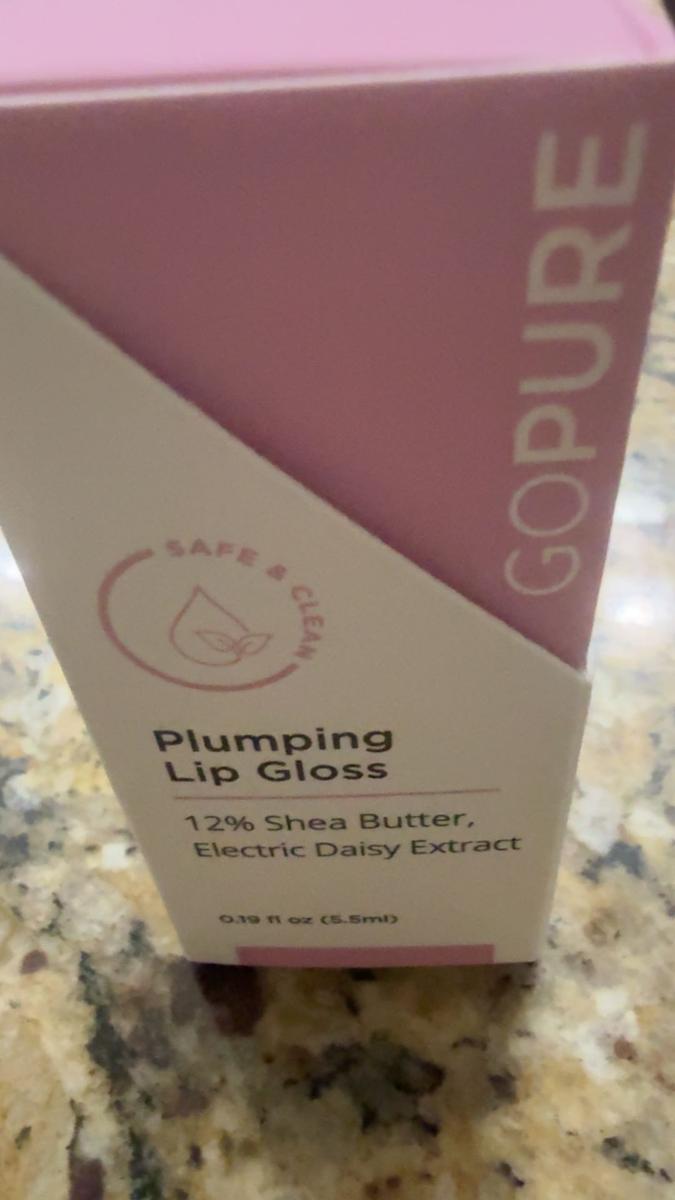 GOPURE
SAFE & CLEAN
Plumping
Lip Gloss
12% Shea Butter,
Electric Daisy Extract
0.19 fl oz (5.5ml)